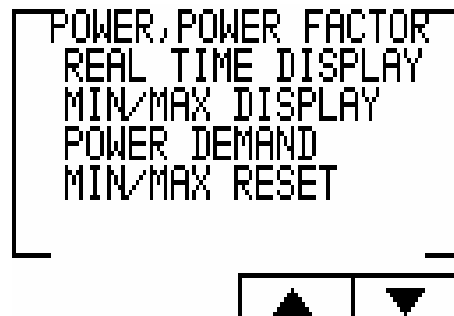 POWER, POWER FACTOR
REAL TIME DISPLAY
MIN/MAX DISPLAY
POWER DEMAND
MIN/MAX RESET